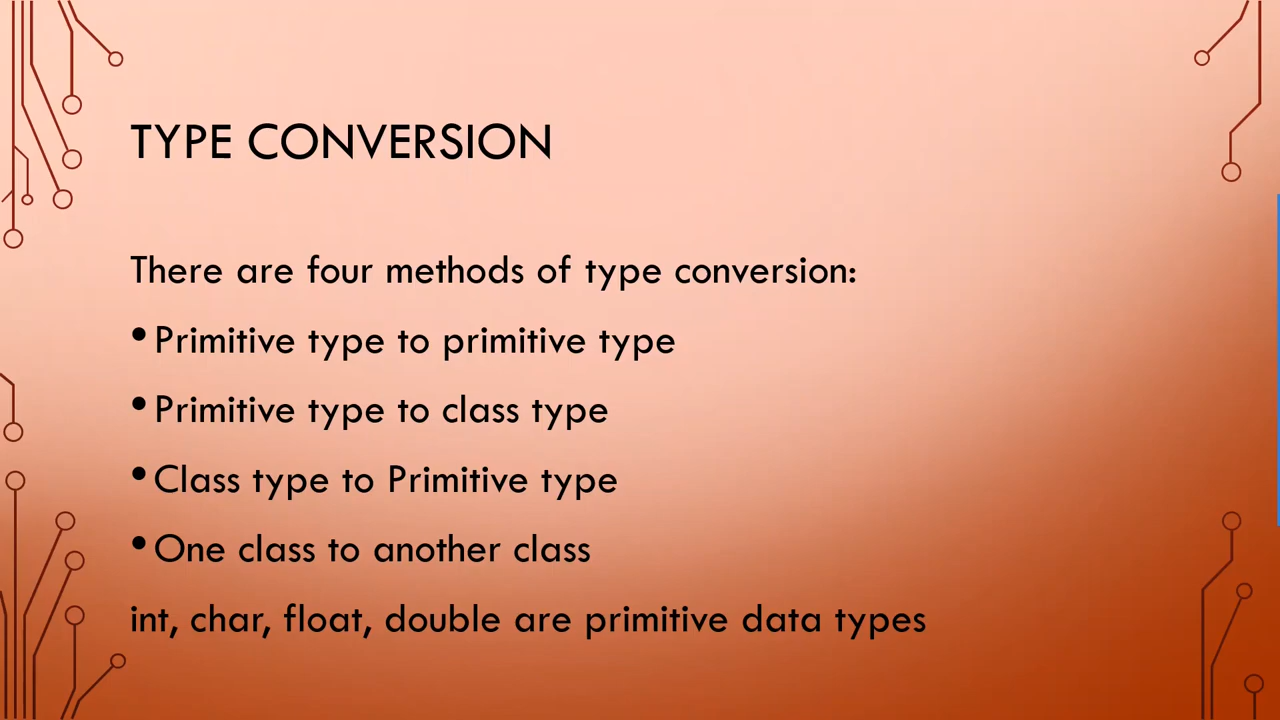 TYPE CONVERSION
There are four methods of type conversion:
•Primitive type to primitive type
•Primitive type to class type
•Class type to Primitive type
•One class to another class
int, char, float, double are primitive data types